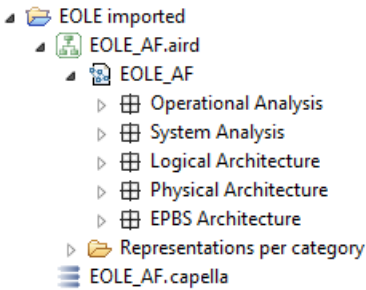 EOLE imported
EOLE_AF.aird
EOLE_AF
Operational Analysis
System Analysis
Logical Architecture
Physical Architecture
EPBS Architecture
Representations per category
EOLE_AF.capella